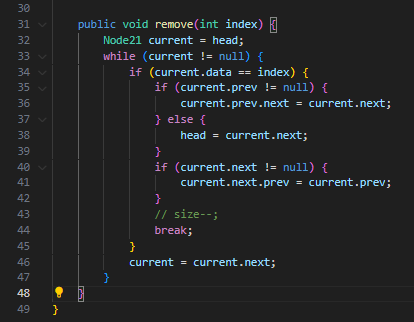 30
31 public void remove(int index) {
32 Node21 current = head;
33 while (current != null) {
34 if (current.data == index) {
35 if (current.prev != null) {
36 current.prev.next = current.next;
37 } else {
38 head = current.next;
39 }
40 if (current.next != null) {
41 current.next.prev = current.prev;
42 }
43 // size--;
44 break;
45 }
46 current = current.next;
47 }
48 }
49 }